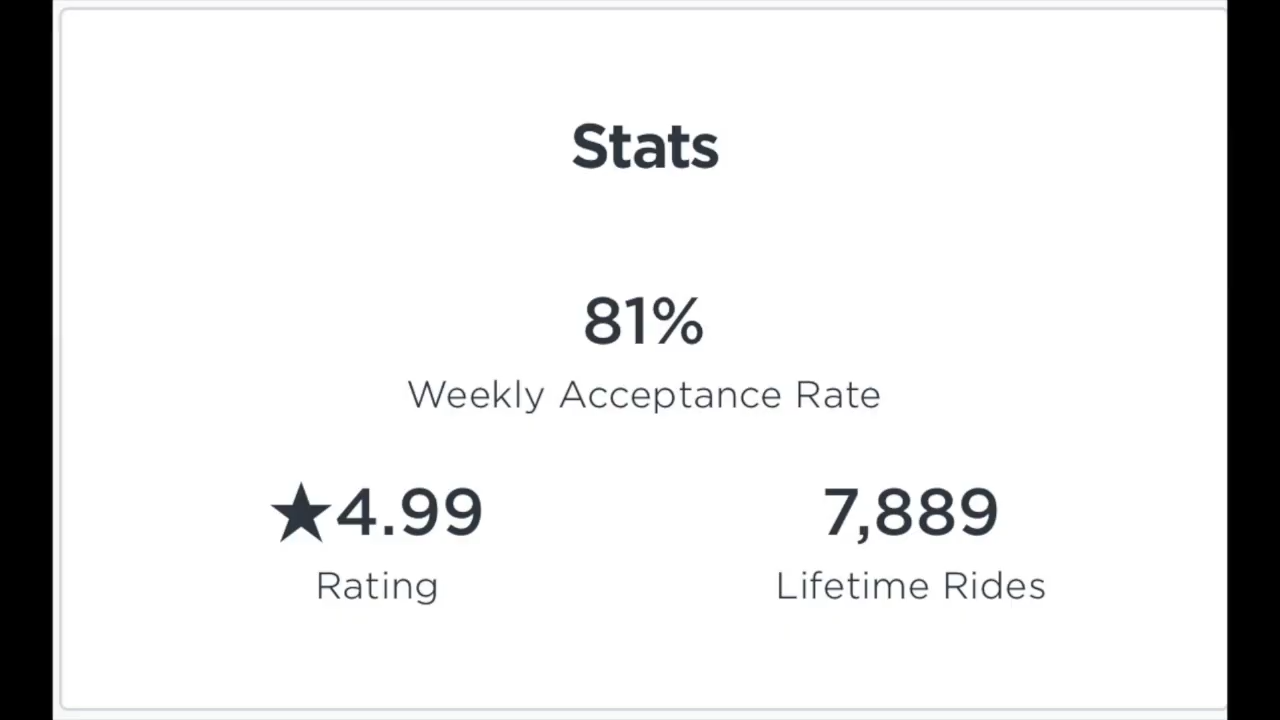 Stats
81%
Weekly Acceptance Rate
★4.99
Rating
7,889
Lifetime Rides